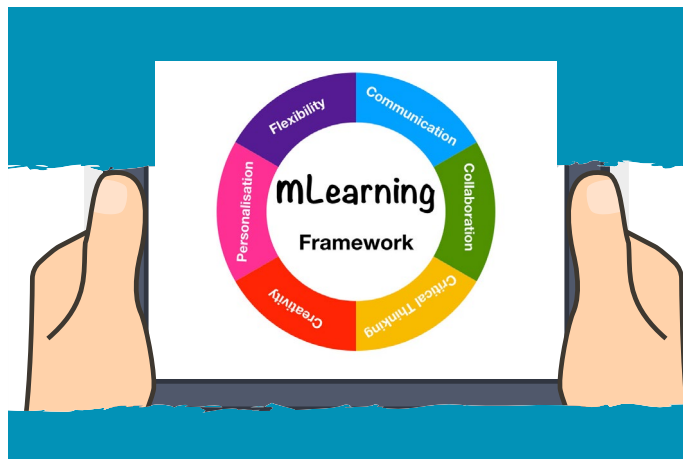 Flexibility
Communication
Collaboration
Critical Thinking
Creativity
Personalisation
mLearning
Framework